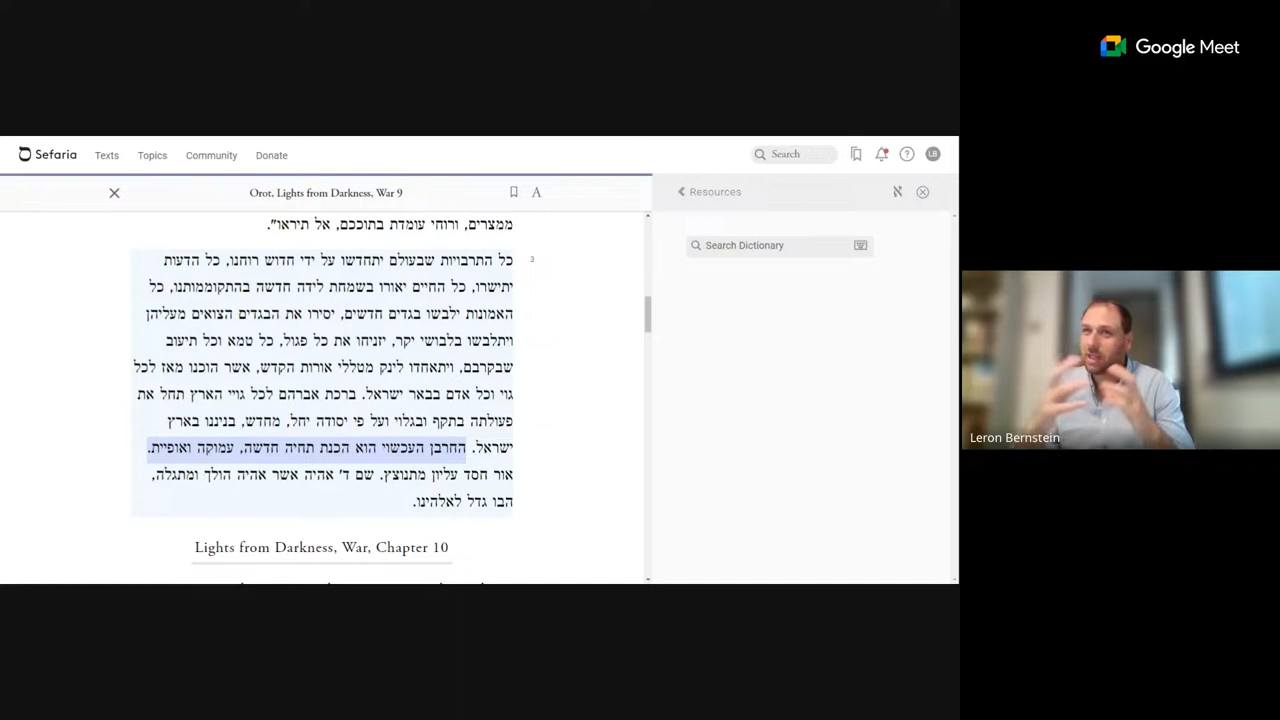 Google Meet
Sefaria
Texts
Topics
Community
Donate
Search
LB
Orot, Lights from Darkness, War 9
A
Resources
Search Dictionary
ממצרים, ורוחי עומדת בתוככם, אל תיראו".
3
כל התרבויות שבעולם יתחדשו על ידי חדוש רוחנו, כל הדעות
יתישרו, כל החיים יאורו בשמחת לידה חדשה בהתקוממותנו, כל
האמונות ילבשו בגדים חדשים, יסירו את הבגדים הצואים מעליהן
ויתלבשו בלבושי יקר, יזניחו את כל פגול, כל טמא וכל תיעוב
שבקרבם, ויתאחדו לינק מטללי אורות הקדש, אשר הוכנו מאז לכל
גוי וכל אדם בבאר ישראל. ברכת אברהם לכל גויי הארץ תחל את
פעולתה בתקף ובגלוי ועל פי יסודה יחל, מחדש, בניננו בארץ
ישראל. החרבן העכשוי הוא הכנת תחיה חדשה, עמוקה ואופיית.
אור חסד עליון מתנוצץ. שם ד' אהיה אשר אהיה הולך ומתגלה,
הבו גדל לאלהינו.
Lights from Darkness, War, Chapter 10
Leron Bernstein